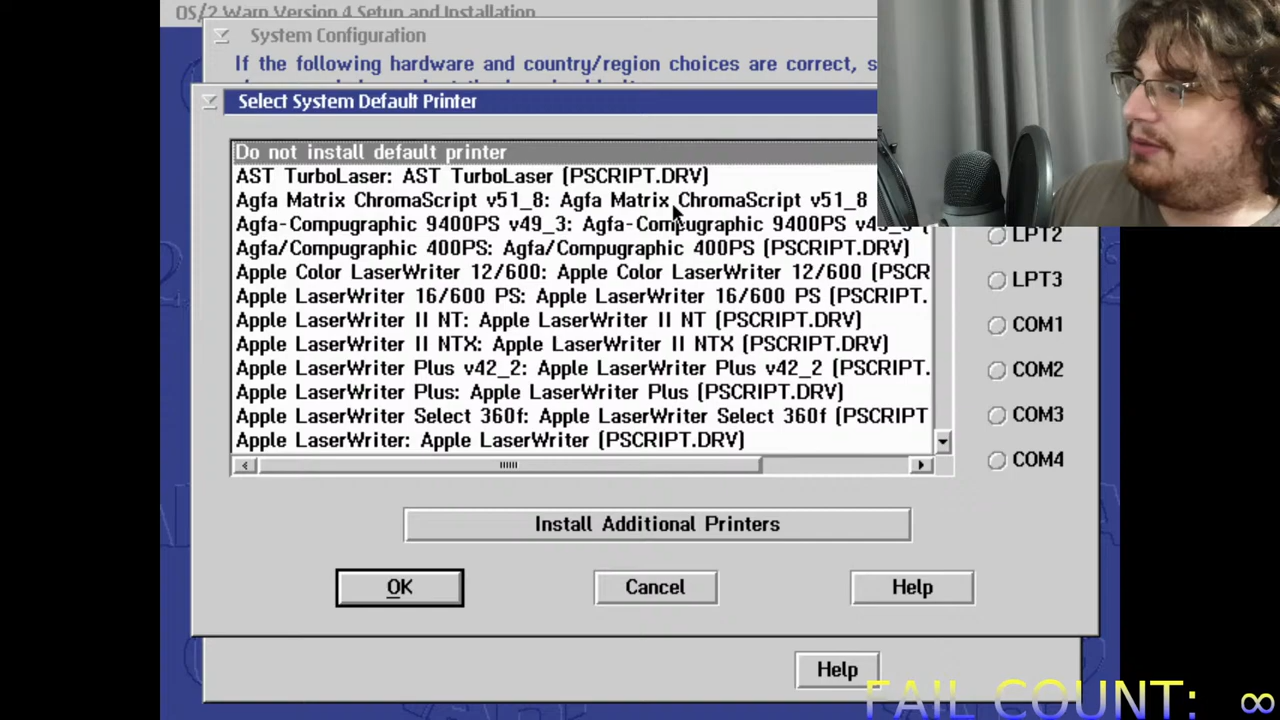 OS/2 Warp Version 4 Setup and Installation
System Configuration
If the following hardware and country/region choices are correct, s
Select System Default Printer
Do not install default printer
AST TurboLaser: AST TurboLaser (PSCRIPT.DRV)
Agfa Matrix ChromaScript v51_8: Agfa Matrix ChromaScript v51_8
Agfa-Compugraphic 9400PS v49_3: Agfa-Compugraphic 9400PS v49_3 (
Agfa/Compugraphic 400PS: Agfa/Compugraphic 400PS (PSCRIPT.DRV)
Apple Color LaserWriter 12/600: Apple Color LaserWriter 12/600 (PSCR
Apple LaserWriter 16/600 PS: Apple LaserWriter 16/600 PS (PSCRIPT.
Apple LaserWriter II NT: Apple LaserWriter II NT (PSCRIPT.DRV)
Apple LaserWriter II NTX: Apple LaserWriter II NTX (PSCRIPT.DRV)
Apple LaserWriter Plus v42_2: Apple LaserWriter Plus v42_2 (PSCRIPT.
Apple LaserWriter Plus: Apple LaserWriter Plus (PSCRIPT.DRV)
Apple LaserWriter Select 360f: Apple LaserWriter Select 360f (PSCRIPT
Apple LaserWriter: Apple LaserWriter (PSCRIPT.DRV)
LPT2
LPT3
COM1
COM2
COM3
COM4
Install Additional Printers
OK
Cancel
Help
Help
FAIL COUNT: ∞